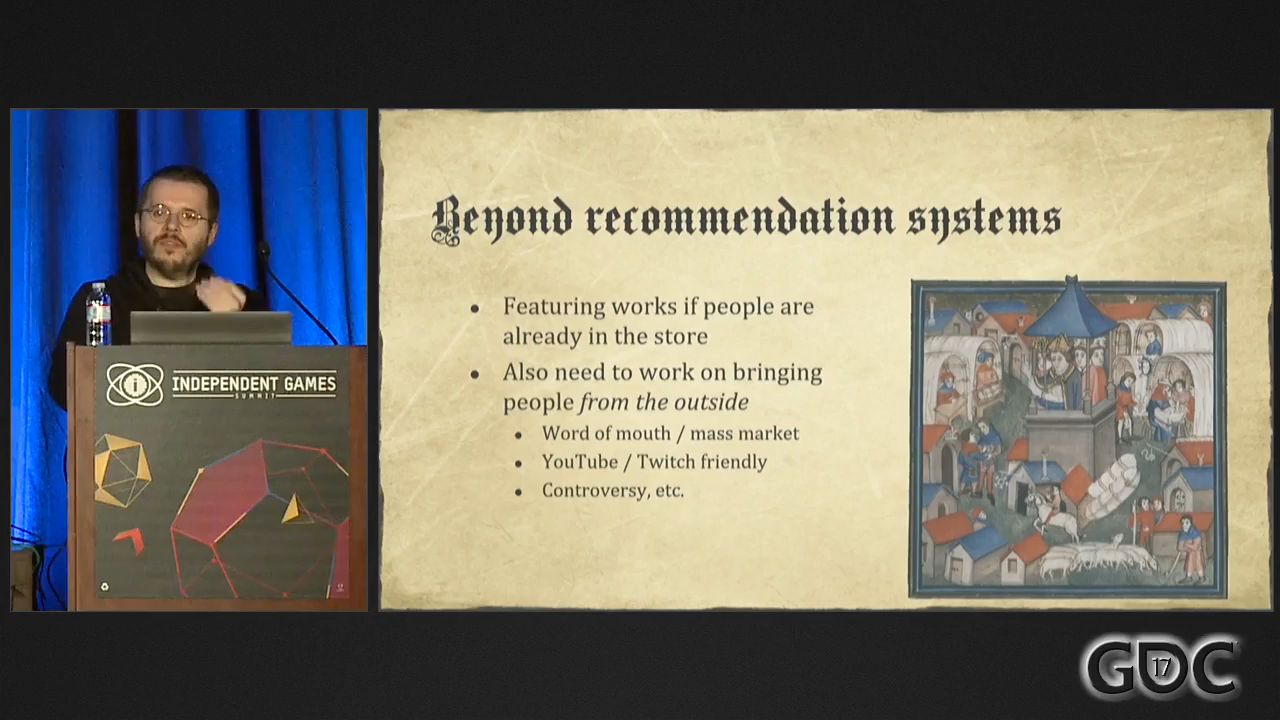 Beyond recommendation systems
• Featuring works if people are
already in the store
• Also need to work on bringing
people from the outside
• Word of mouth / mass market
• YouTube / Twitch friendly
• Controversy, etc.
i
INDEPENDENT GAMES
SUMMIT
GDC
17